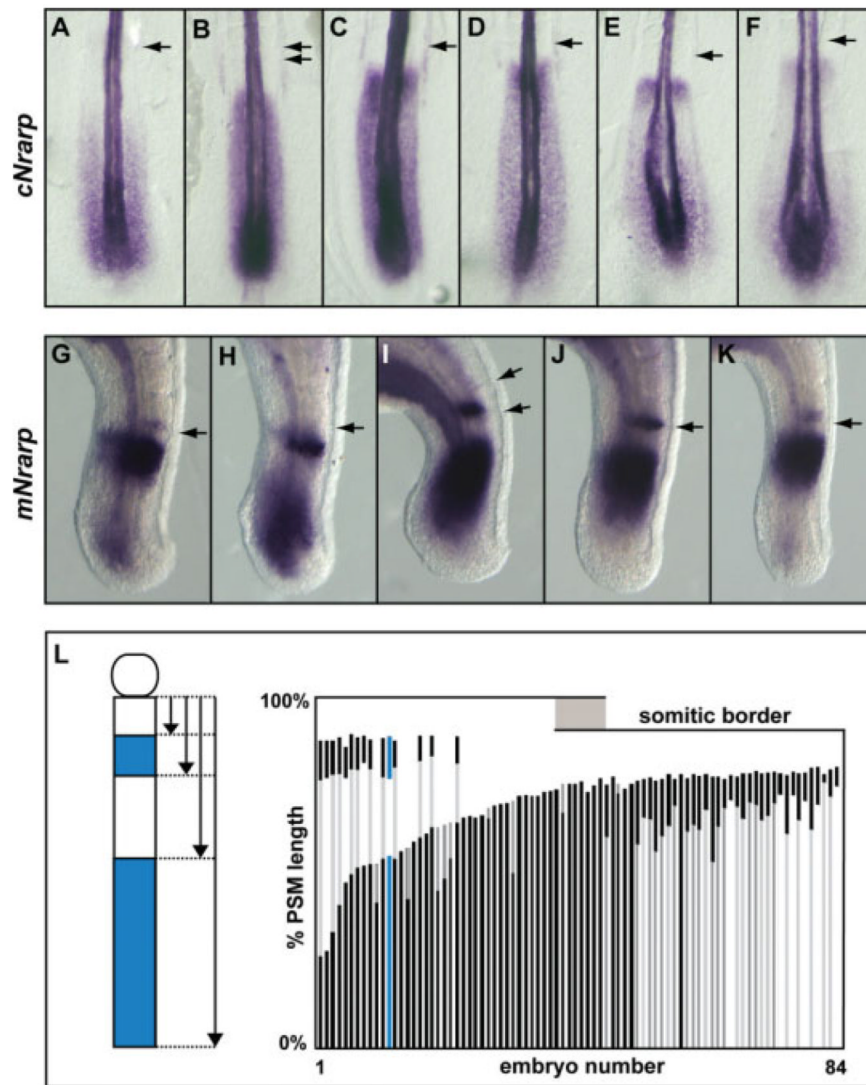 A
B
C
D
E
F
cNrarp
G
H
I
J
K
mNrarp
L
100%
somitic border
% PSM length
0%
1
embryo number
84